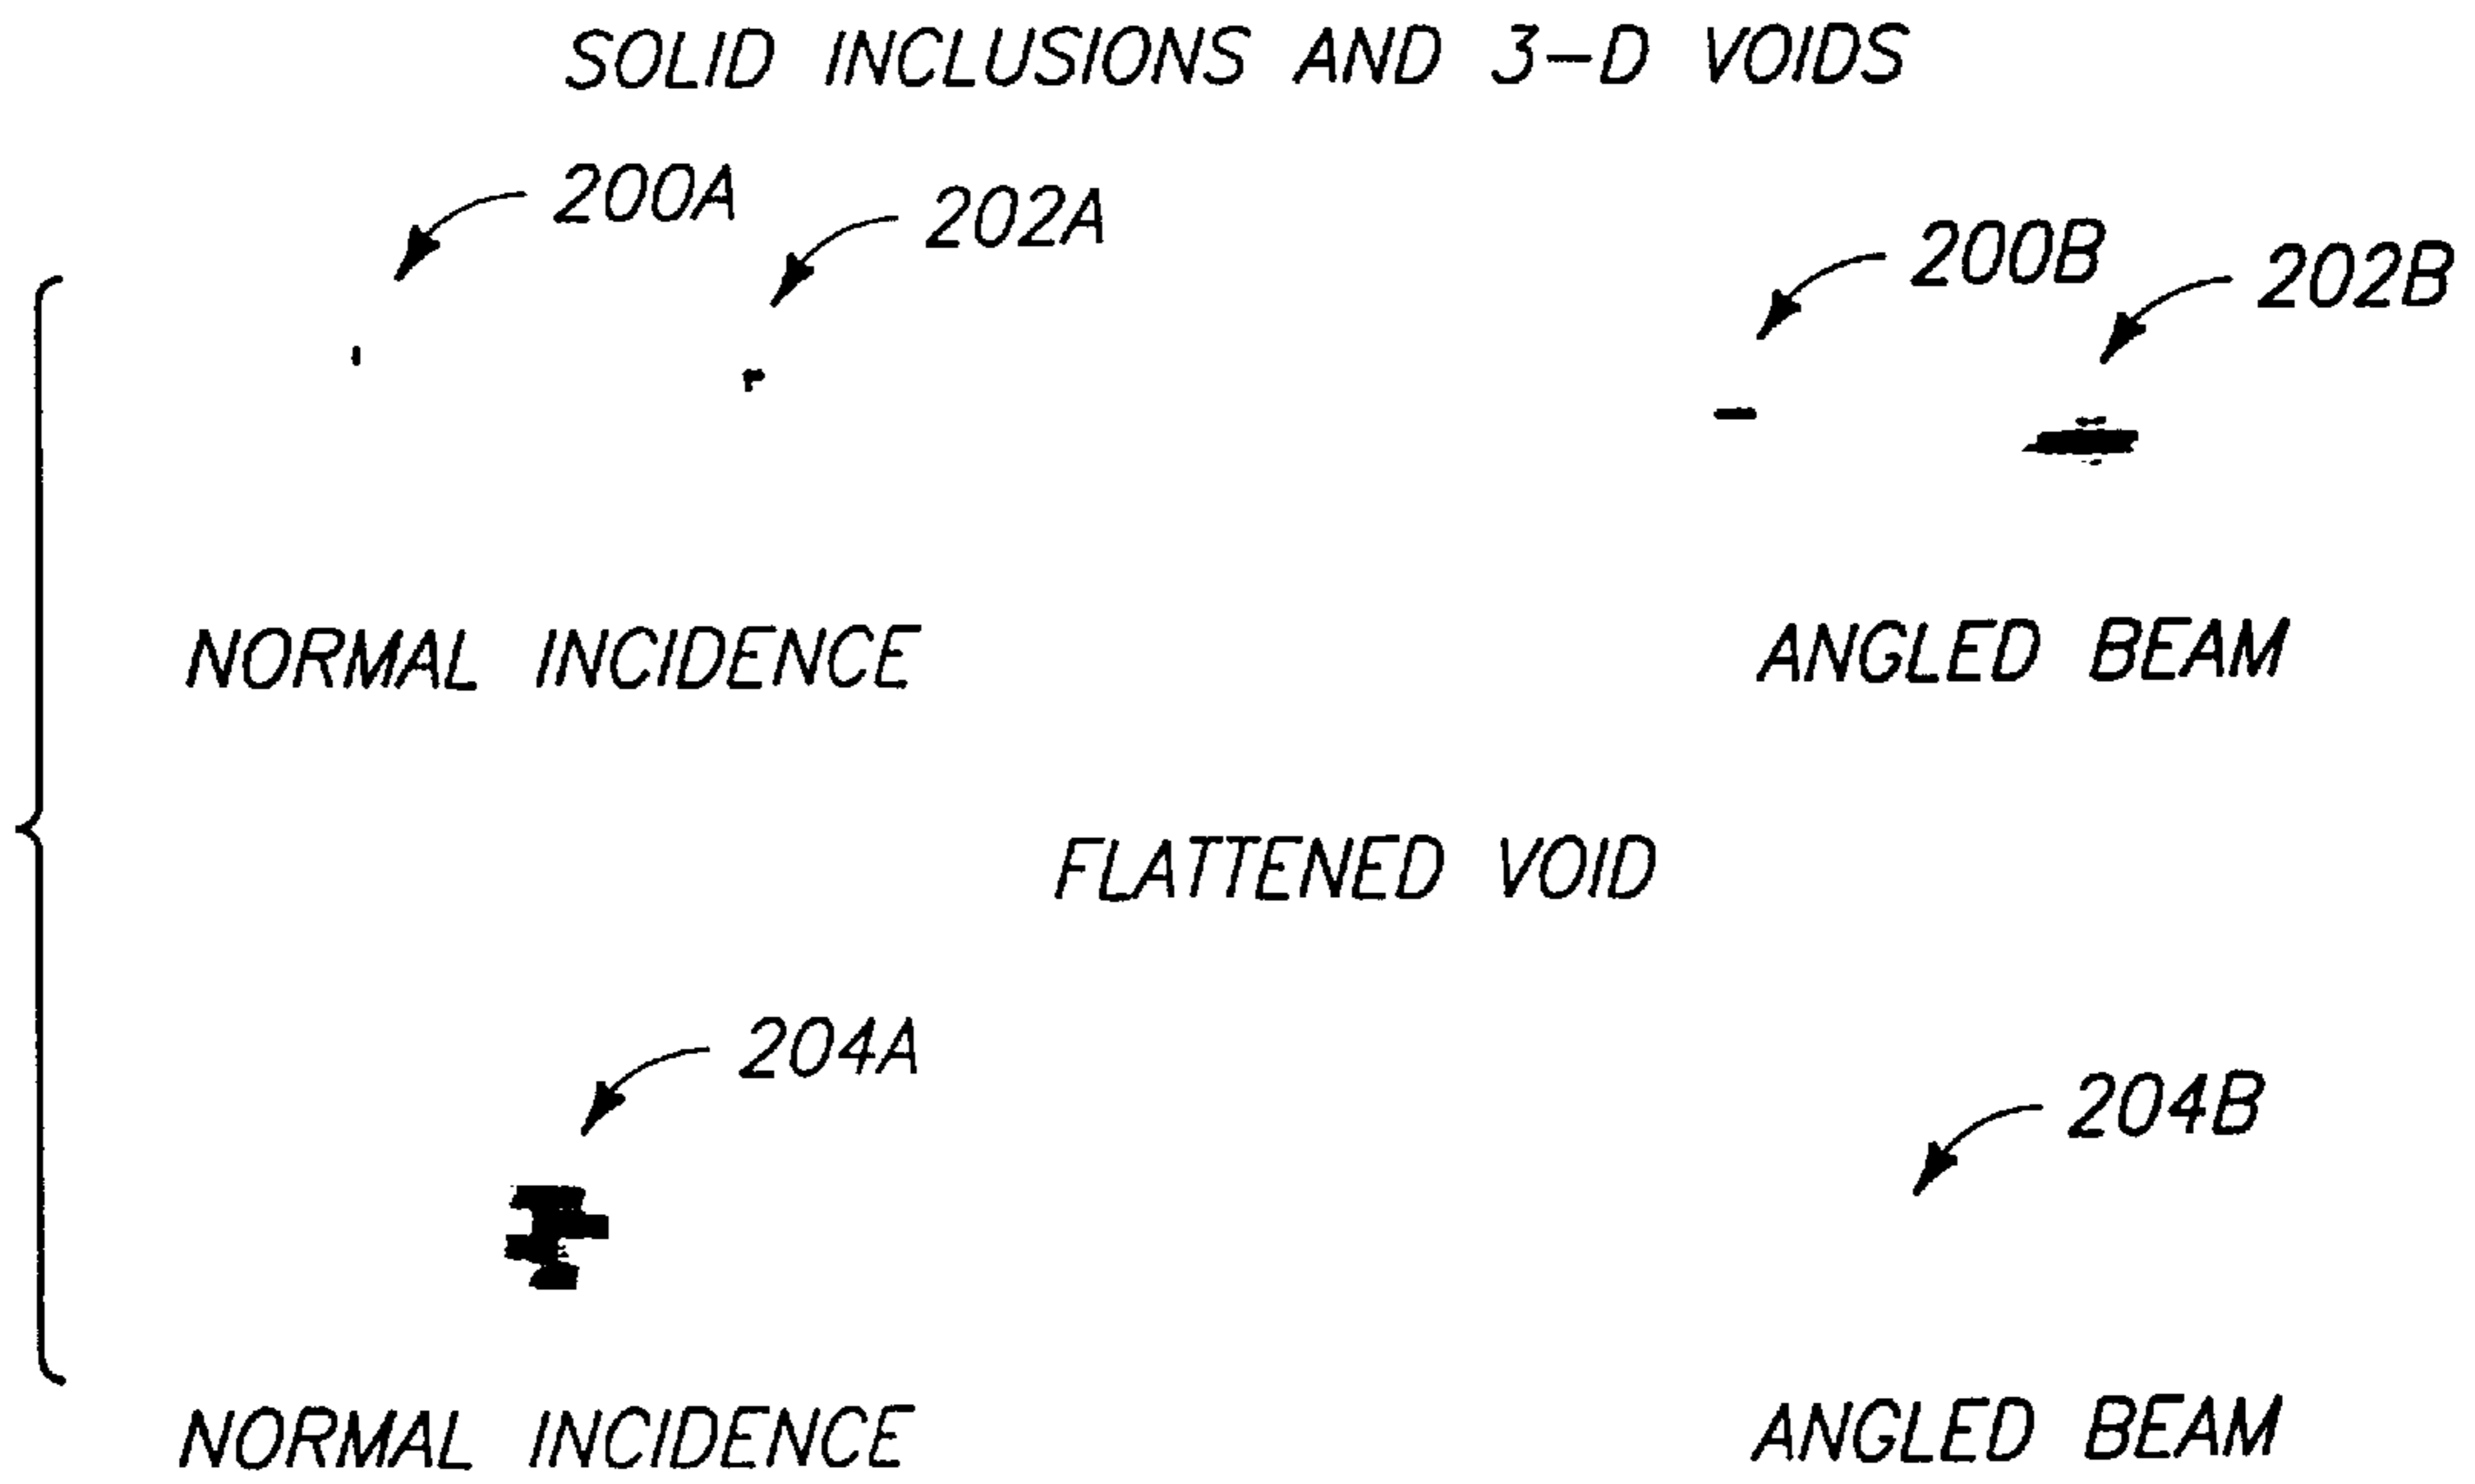 SOLID INCLUSIONS AND 3-D VOIDS
200A
202A
200B
202B
NORMAL INCIDENCE
ANGLED BEAM
FLATTENED VOID
204A
204B
NORMAL INCIDENCE
ANGLED BEAM